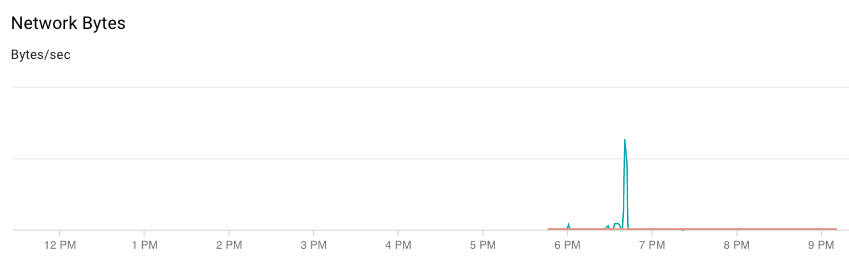 Network Bytes
Bytes/sec
12 PM 1 PM 2 PM 3 PM 4 PM 5 PM 6 PM 7 PM 8 PM 9 PM